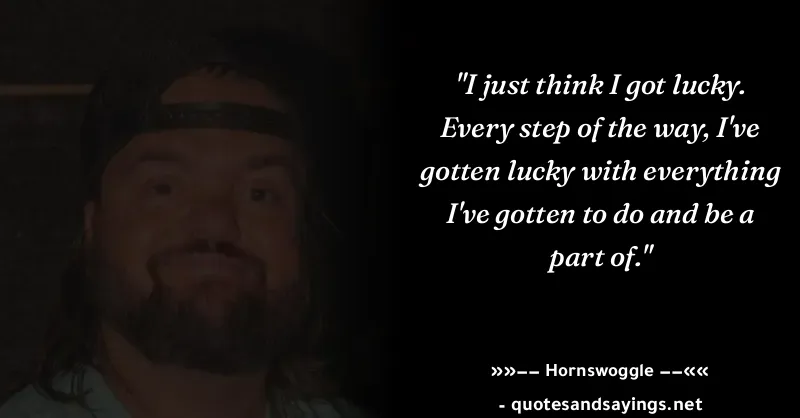 "I just think I got lucky.
Every step of the way, I've
gotten lucky with everything
I've gotten to do and be a
part of."
»»−− Hornswoggle −−««
- quotesandsayings.net